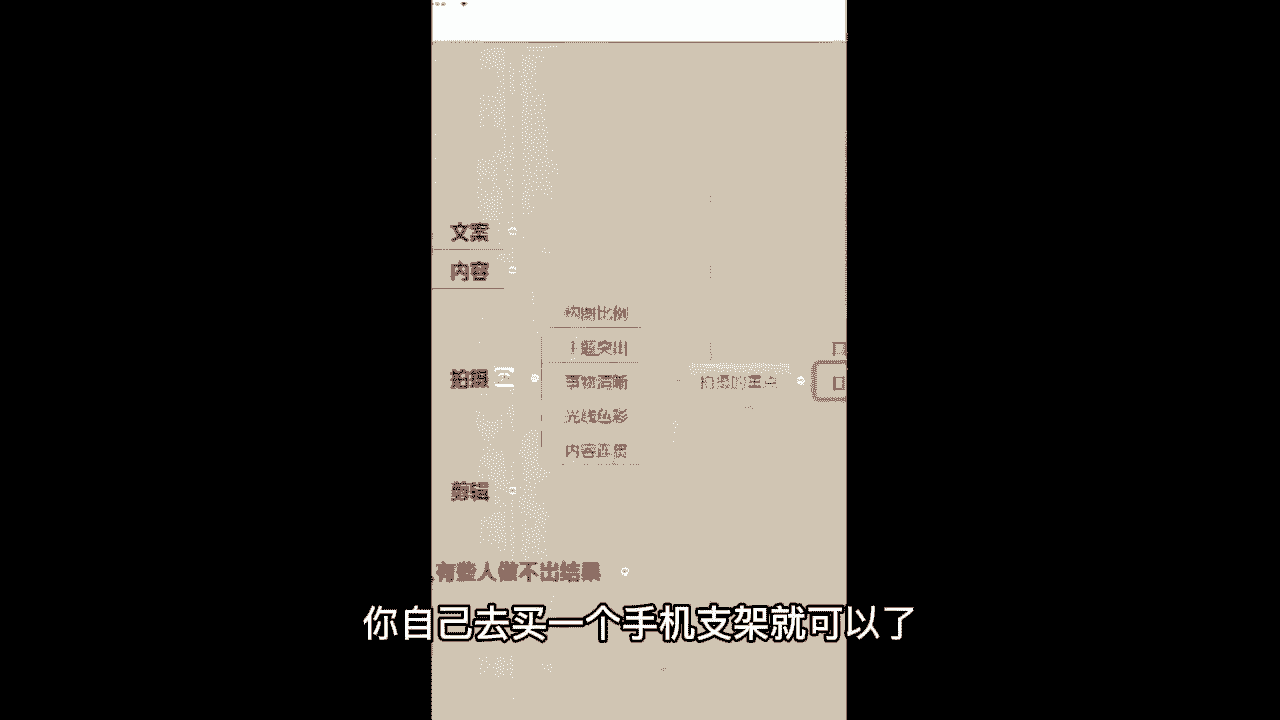 文案
内容
构图比例
主题突出
拍摄
事物清晰
拍摄的重点
光线色彩
内容连贯
剪辑
有些人做不出结果
你自己去买一个手机支架就可以了